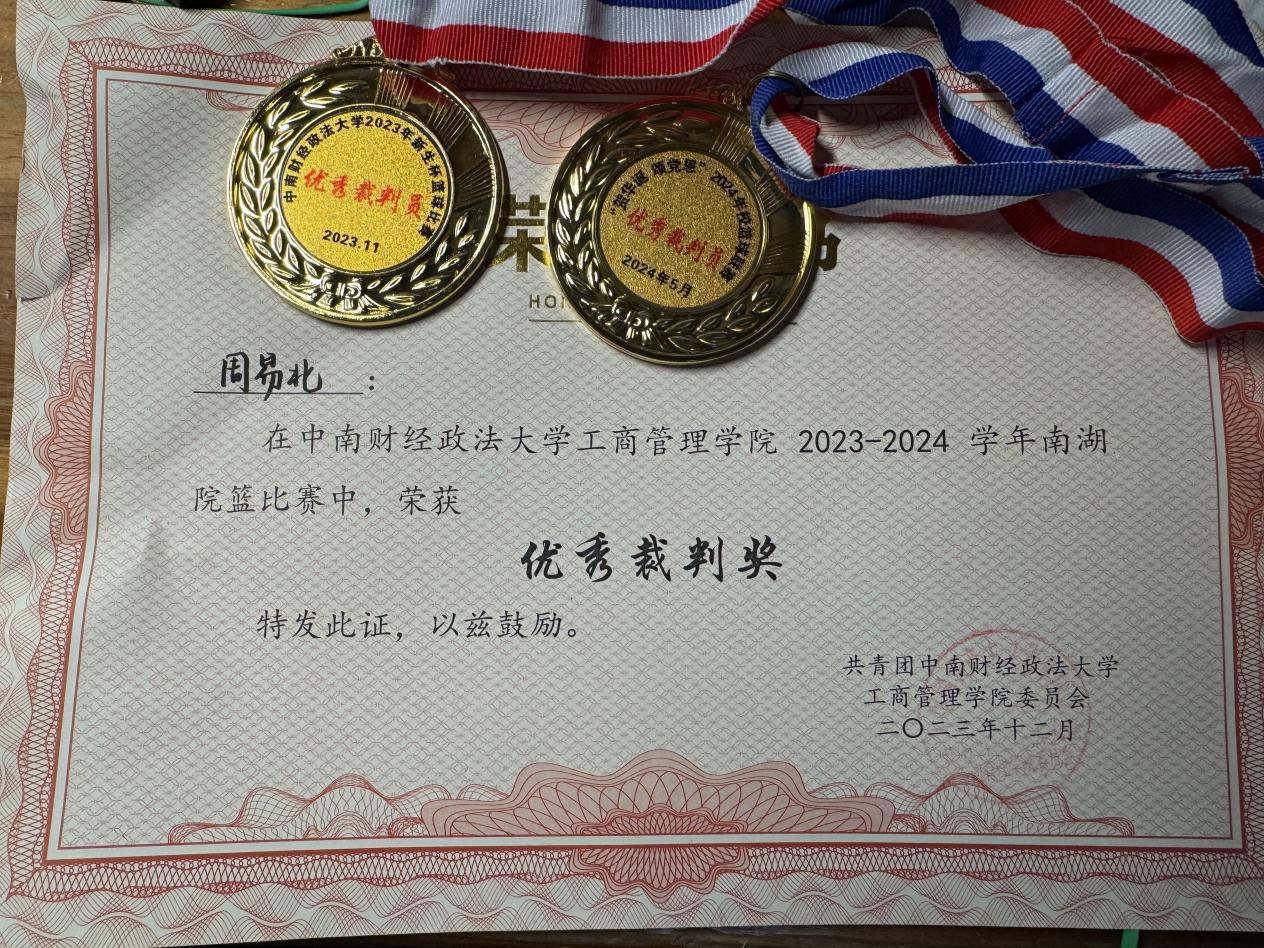 中南财经政法大学2023年新生杯篮球比赛
优秀裁判员
2023.11
“贺华诞 颂党恩”2024年校篮球联赛
优秀裁判员
2024年5月
荣
HON
周易北：
在中南财经政法大学工商管理学院 2023-2024 学年南湖
院篮比赛中，荣获
优秀裁判奖
特发此证，以兹鼓励。
共青团中南财经政法大学
工商管理学院委员会
二〇二三年十二月